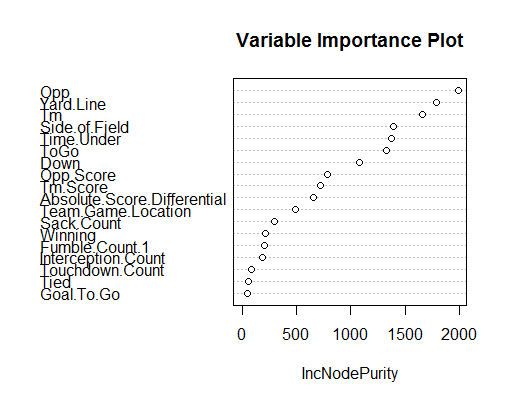 Variable Importance Plot
Opp
Yard.Line
Tm
Side.of.Field
Time.Under
ToGo
Down
Opp.Score
Tm.Score
Absolute.Score.Differential
Team.Game.Location
Sack.Count
Winning
Fumble.Count.1
Interception.Count
Touchdown.Count
Tied
Goal.To.Go
0 500 1000 1500 2000
IncNodePurity